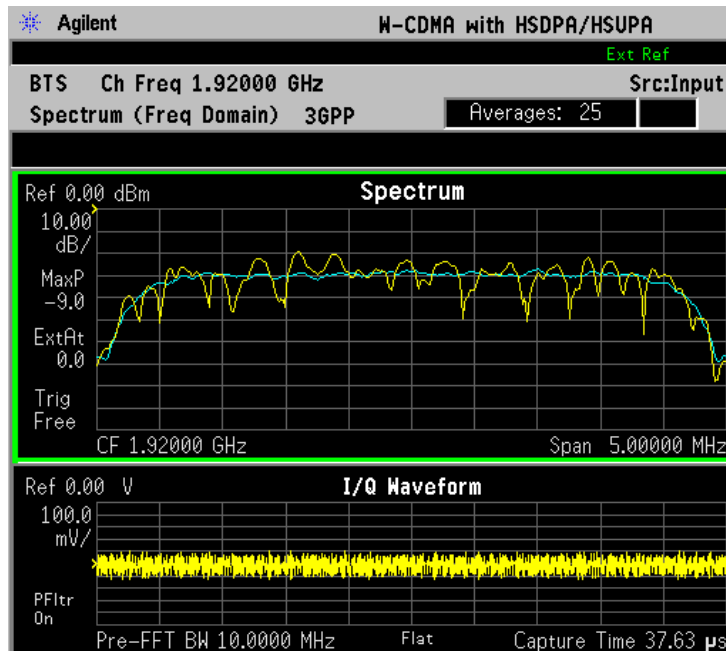 Agilent W-CDMA with HSDPA/HSUPA
Ext Ref
BTS Ch Freq 1.92000 GHz Src:Input
Spectrum (Freq Domain) 3GPP Averages: 25
Ref 0.00 dBm Spectrum
10.00
dB/
MaxP
-9.0
ExtAt
0.0
Trig
Free
CF 1.92000 GHz Span 5.00000 MHz
Ref 0.00 V I/Q Waveform
100.0
mV/
PFltr
On
Pre-FFT BW 10.0000 MHz Flat Capture Time 37.63 µs